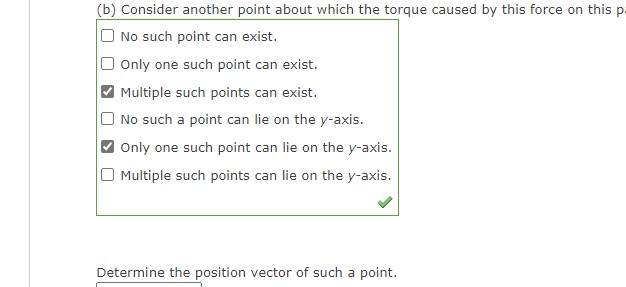 (b) Consider another point about which the torque caused by this force on this
No such point can exist.
Only one such point can exist.
Multiple such points can exist.
No such a point can lie on the y-axis.
Only one such point can lie on the y-axis.
Multiple such points can lie on the y-axis.
Determine the position vector of such a point.